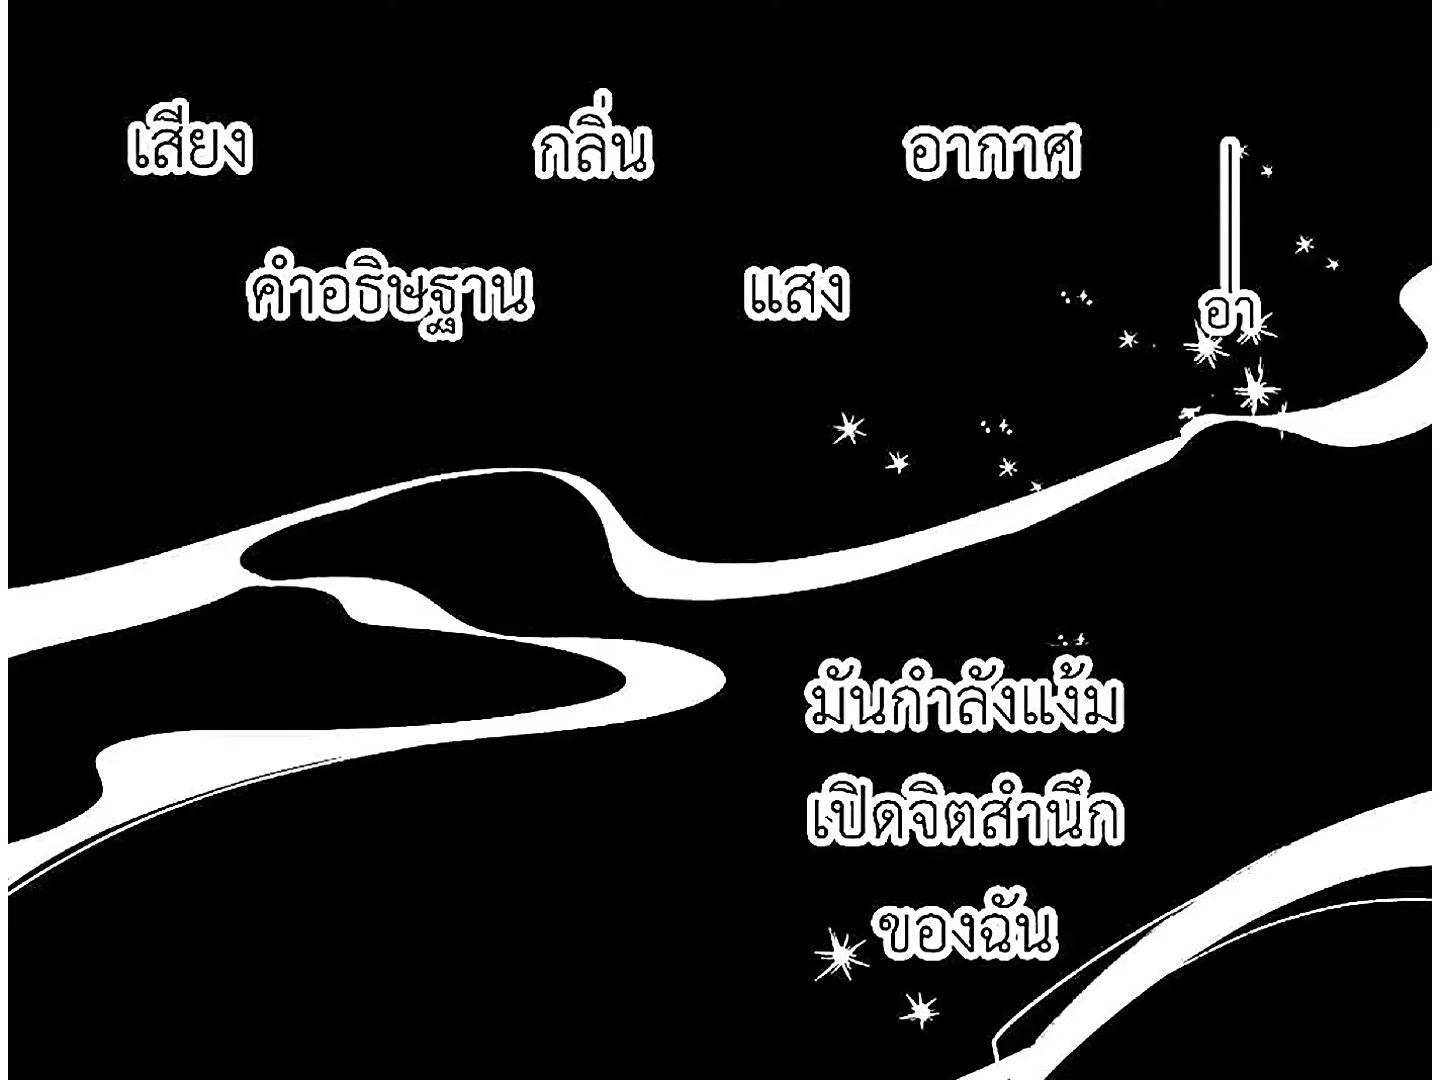 เสียง
กลิ่น
อากาศ
คำอธิษฐาน
แสง
อา
มันกำลังแง้ม
เปิดจิตสำนึก
ของฉัน